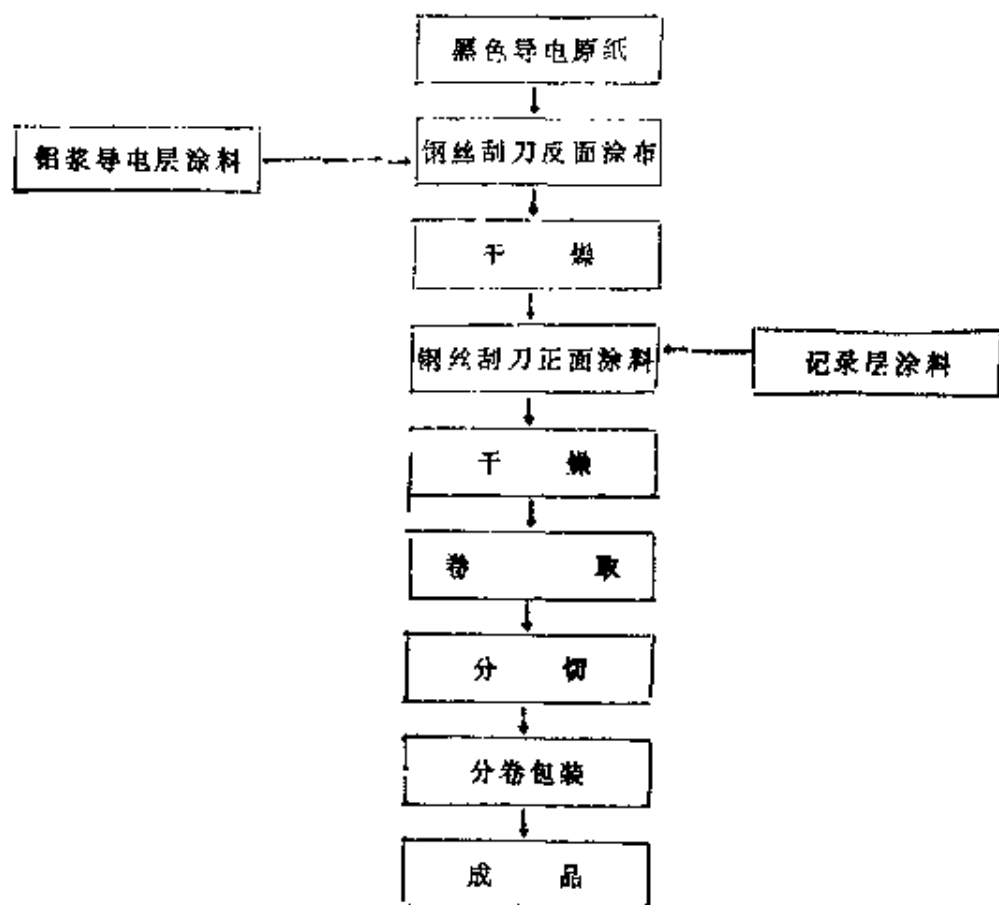 黑色导电原纸
铝浆导电层涂料
钢丝刮刀反面涂布
干 燥
钢丝刮刀正面涂料
记录层涂料
干 燥
卷 取
分 切
分卷包装
成 品